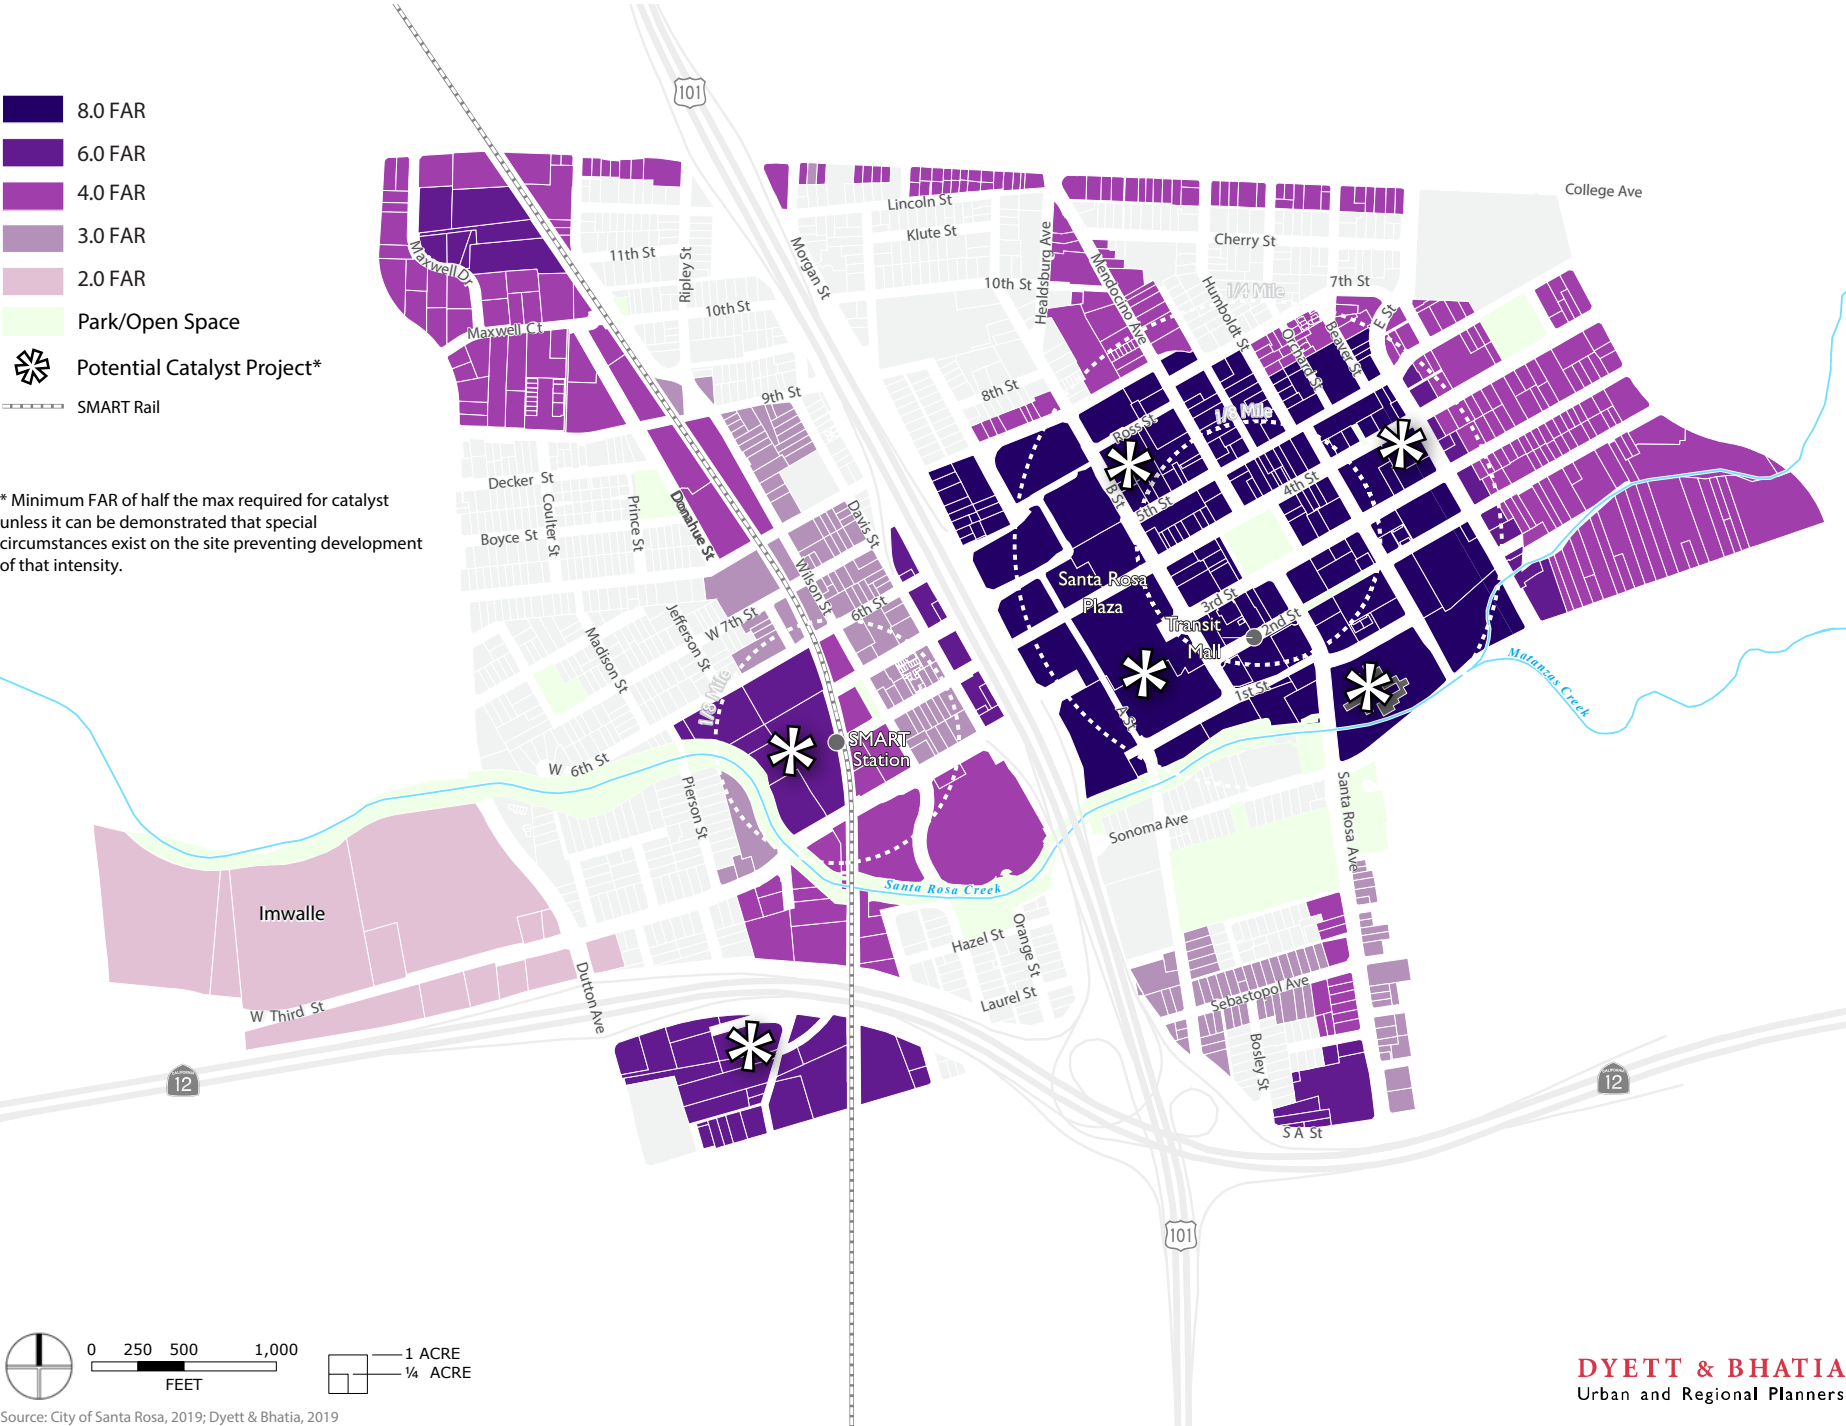 101
8.0 FAR
6.0 FAR
4.0 FAR
3.0 FAR
2.0 FAR
Park/Open Space
Potential Catalyst Project*
SMART Rail
* Minimum FAR of half the max required for catalyst
unless it can be demonstrated that special
circumstances exist on the site preventing development
of that intensity.
College Ave
Lincoln St
Klute St
Cherry St
11th St
Ripley St
Morgan St
Healdsburg Ave
Mendocino Ave
Humboldt St
1/4 Mile
7th St
10th St
10th St
Maxwell Dr
Maxwell Ct
Orchard St
Beaver St
E St
9th St
8th St
Ross St
1/8 Mile
B St
5th St
4th St
Decker St
Coulter St
Prince St
Donahue St
Boyce St
Davis St
Wilson St
6th St
W 7th St
Jefferson St
Madison St
1/8 Mile
Santa Rosa
Plaza
3rd St
2nd St
Transit
Mall
1st St
A St
Matanzas Creek
SMART
Station
W 6th St
Pierson St
Sonoma Ave
Santa Rosa Ave
Santa Rosa Creek
Imwalle
Hazel St
Orange St
Laurel St
Sebastopol Ave
W Third St
Dutton Ave
Bosley St
S A St
CALIFORNIA
12
CALIFORNIA
12
101
0 250 500 1,000
FEET
1 ACRE
¼ ACRE
Source: City of Santa Rosa, 2019; Dyett & Bhatia, 2019
DYETT & BHATIA
Urban and Regional Planners